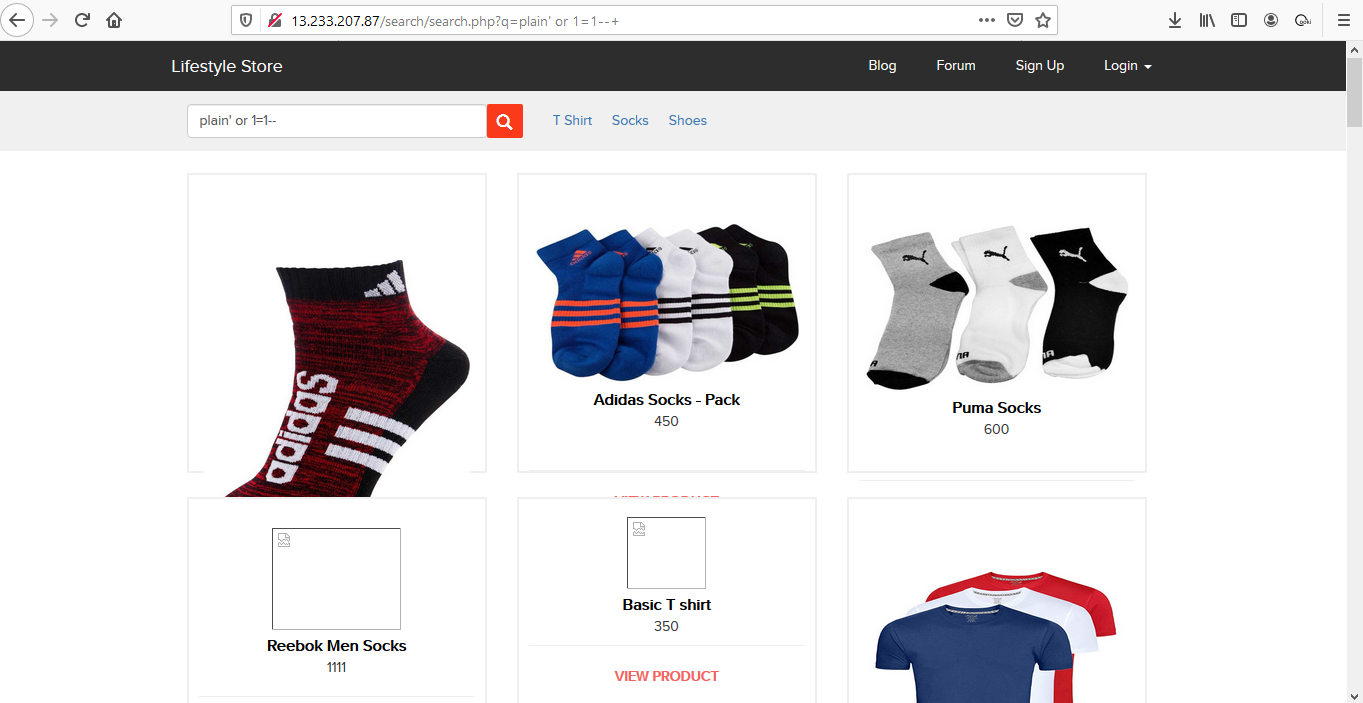 13.233.207.87/search/search.php?q=plain' or 1=1--+
Lifestyle Store
Blog
Forum
Sign Up
Login
plain' or 1=1--
T Shirt
Socks
Shoes
adidas
Adidas Socks - Pack
450
Puma Socks
600
VIEW PRODUCT
Reebok Men Socks
1111
Basic T shirt
350
VIEW PRODUCT